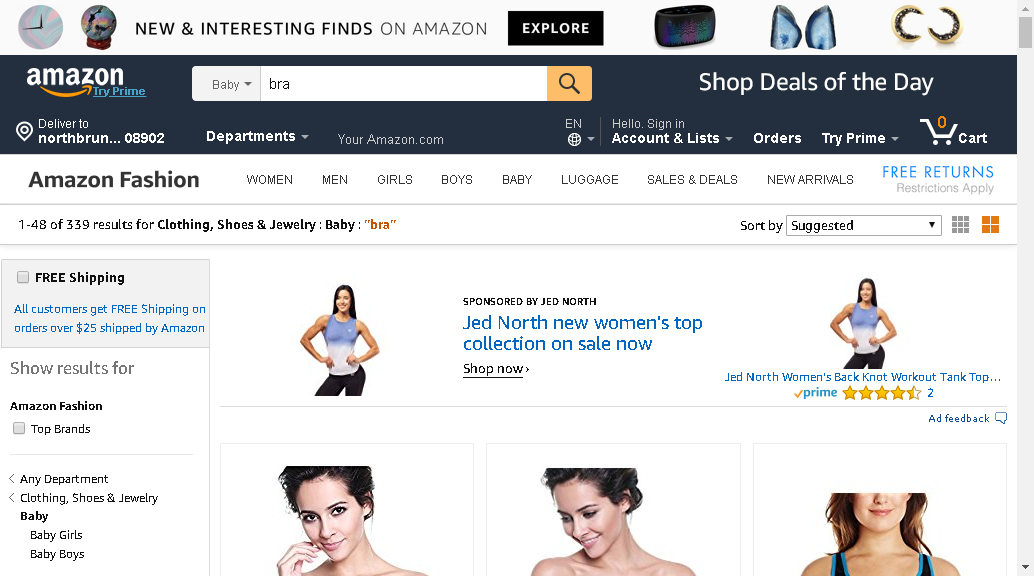 NEW & INTERESTING FINDS ON AMAZON EXPLORE
amazon
Try Prime
Baby
bra
Shop Deals of the Day
Deliver to
northbrun... 08902
Departments
Your Amazon.com
EN
Hello. Sign in
Account & Lists
Orders
Try Prime
0
Cart
Amazon Fashion
WOMEN
MEN
GIRLS
BOYS
BABY
LUGGAGE
SALES & DEALS
NEW ARRIVALS
FREE RETURNS
Restrictions Apply
1-48 of 339 results for Clothing, Shoes & Jewelry : Baby : "bra"
Sort by Suggested
FREE Shipping
All customers get FREE Shipping on
orders over $25 shipped by Amazon
Show results for
Amazon Fashion
Top Brands
Any Department
Clothing, Shoes & Jewelry
Baby
Baby Girls
Baby Boys
SPONSORED BY JED NORTH
Jed North new women's top
collection on sale now
Shop now ›
Jed North Women's Back Knot Workout Tank Top...
prime 2
Ad feedback